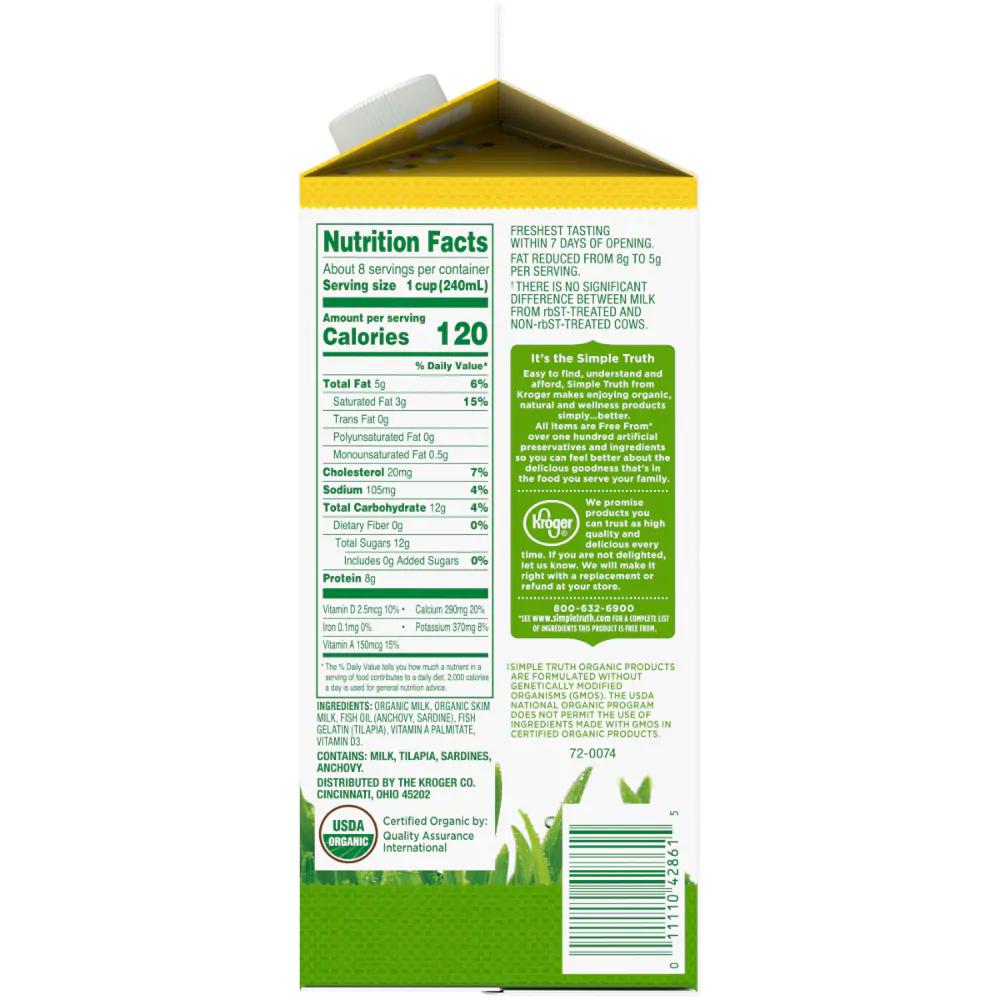 Nutrition Facts
About 8 servings per container
Serving size 1 cup (240mL)
Amount per serving
Calories 120
% Daily Value*
Total Fat 5g 6%
Saturated Fat 3g 15%
Trans Fat 0g
Polyunsaturated Fat 0g
Monounsaturated Fat 0.5g
Cholesterol 20mg 7%
Sodium 105mg 4%
Total Carbohydrate 12g 4%
Dietary Fiber 0g 0%
Total Sugars 12g
Includes 0g Added Sugars 0%
Protein 8g
Vitamin D 2.5mcg 10% • Calcium 290mg 20%
Iron 0.1mg 0% • Potassium 370mg 8%
Vitamin A 150mcg 15%
* The % Daily Value tells you how much a nutrient in a
serving of food contributes to a daily diet. 2,000 calories
a day is used for general nutrition advice.
INGREDIENTS: ORGANIC MILK, ORGANIC SKIM
MILK, FISH OIL (ANCHOVY, SARDINE), FISH
GELATIN (TILAPIA), VITAMIN A PALMITATE,
VITAMIN D3.
CONTAINS: MILK, TILAPIA, SARDINES,
ANCHOVY.
DISTRIBUTED BY THE KROGER CO.
CINCINNATI, OHIO 45202
USDA
ORGANIC
Certified Organic by:
Quality Assurance
International
FRESHEST TASTING
WITHIN 7 DAYS OF OPENING.
FAT REDUCED FROM 8g TO 5g
PER SERVING.
†THERE IS NO SIGNIFICANT
DIFFERENCE BETWEEN MILK
FROM rbST-TREATED AND
NON-rbST-TREATED COWS.
It's the Simple Truth
Easy to find, understand and
afford, Simple Truth from
Kroger makes enjoying organic,
natural and wellness products
simply...better.
All items are Free From*
over one hundred artificial
preservatives and ingredients
so you can feel better about the
delicious goodness that's in
the food you serve your family.
Kroger®
We promise
products you
can trust as high
quality and
delicious every
time. If you are not delighted,
let us know. We will make it
right with a replacement or
refund at your store.
800-632-6900
*SEE www.simpletruth.com FOR A COMPLETE LIST
OF INGREDIENTS THIS PRODUCT IS FREE FROM.
‡SIMPLE TRUTH ORGANIC PRODUCTS
ARE FORMULATED WITHOUT
GENETICALLY MODIFIED
ORGANISMS (GMOS). THE USDA
NATIONAL ORGANIC PROGRAM
DOES NOT PERMIT THE USE OF
INGREDIENTS MADE WITH GMOS IN
CERTIFIED ORGANIC PRODUCTS.
72-0074
0 11110 42861 5